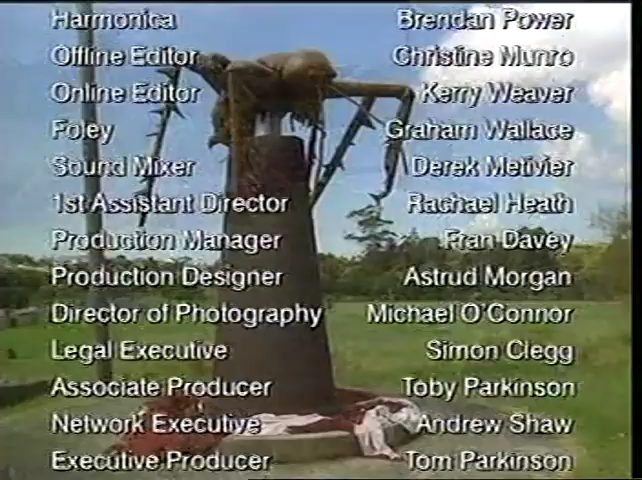 Harmonica Brendan Power
Offline Editor Christine Munro
Online Editor Kerry Weaver
Foley Graham Wallace
Sound Mixer Derek Metivier
1st Assistant Director Rachael Heath
Production Manager Fran Davey
Production Designer Astrud Morgan
Director of Photography Michael O'Connor
Legal Executive Simon Clegg
Associate Producer Toby Parkinson
Network Executive Andrew Shaw
Executive Producer Tom Parkinson